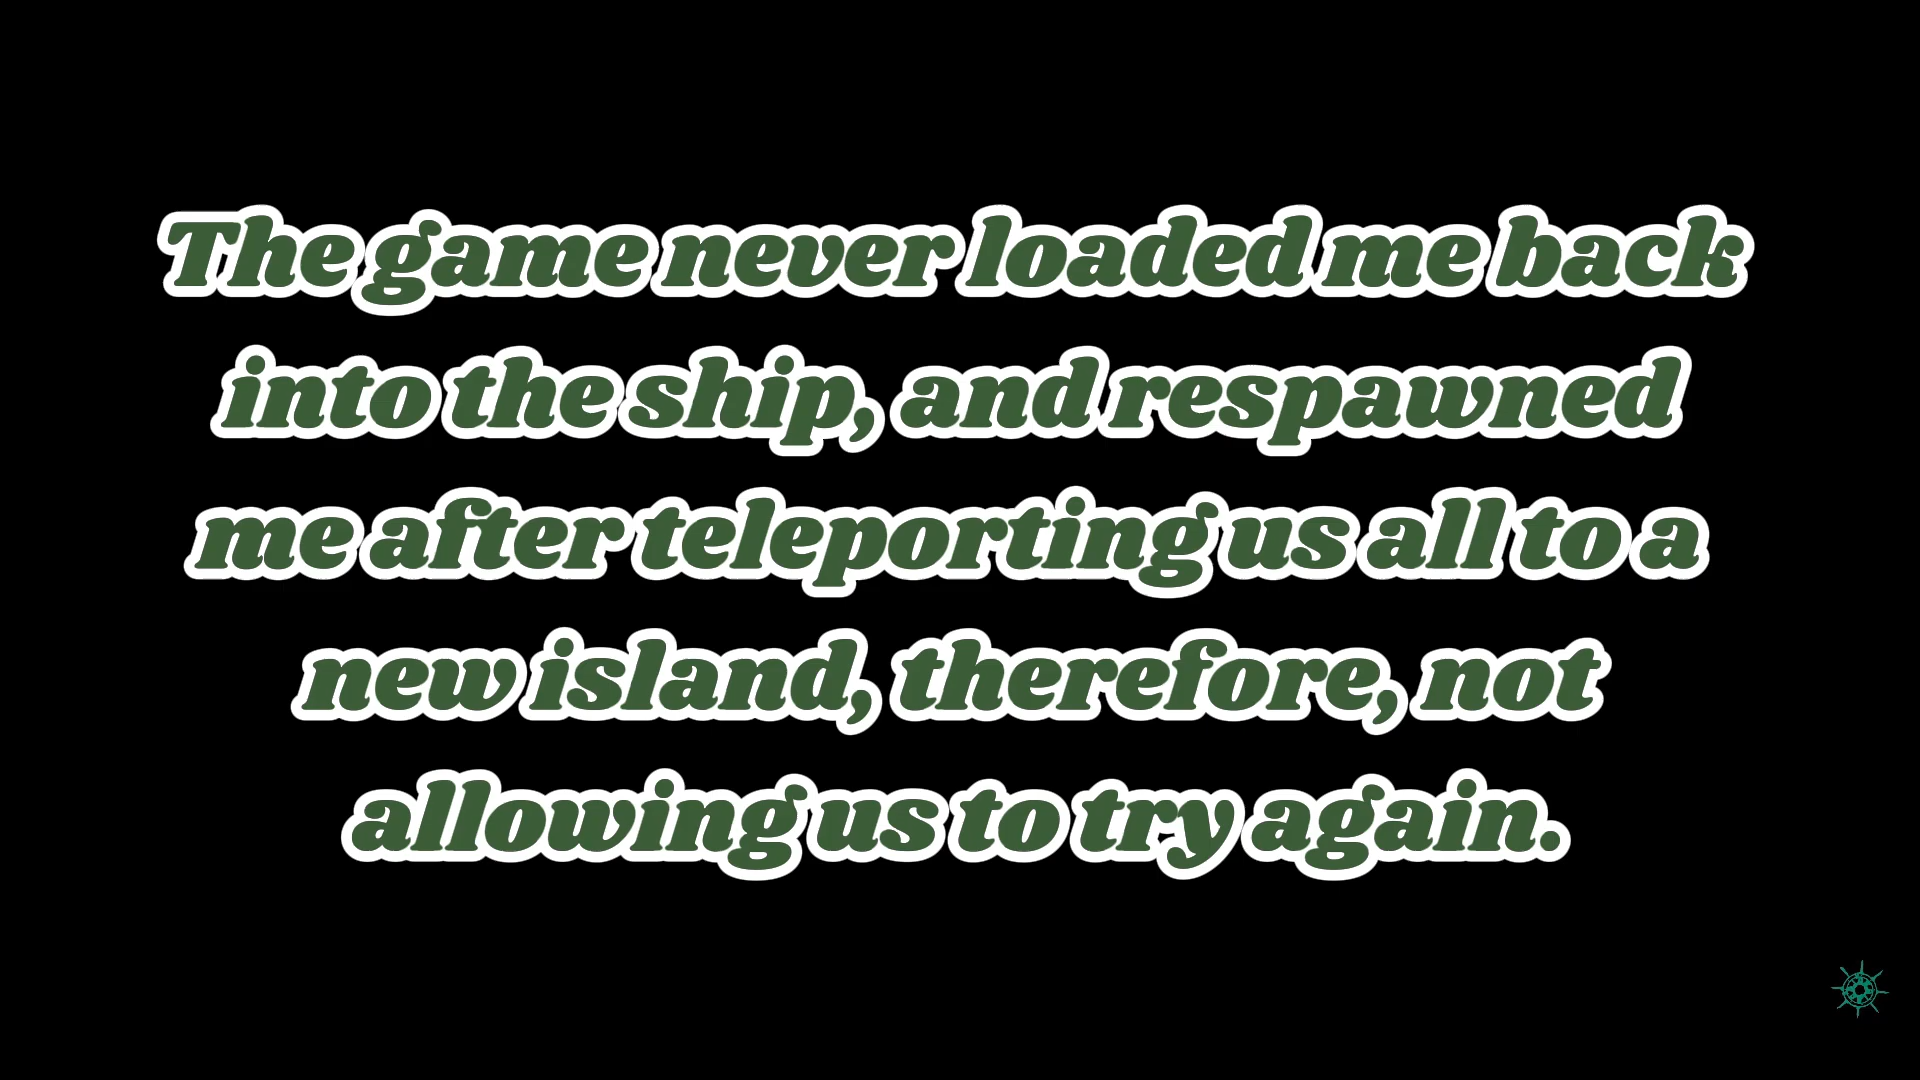 The game never loaded me back
into the ship, and respawned
me after teleporting us all to a
new island, therefore, not
allowing us to try again.